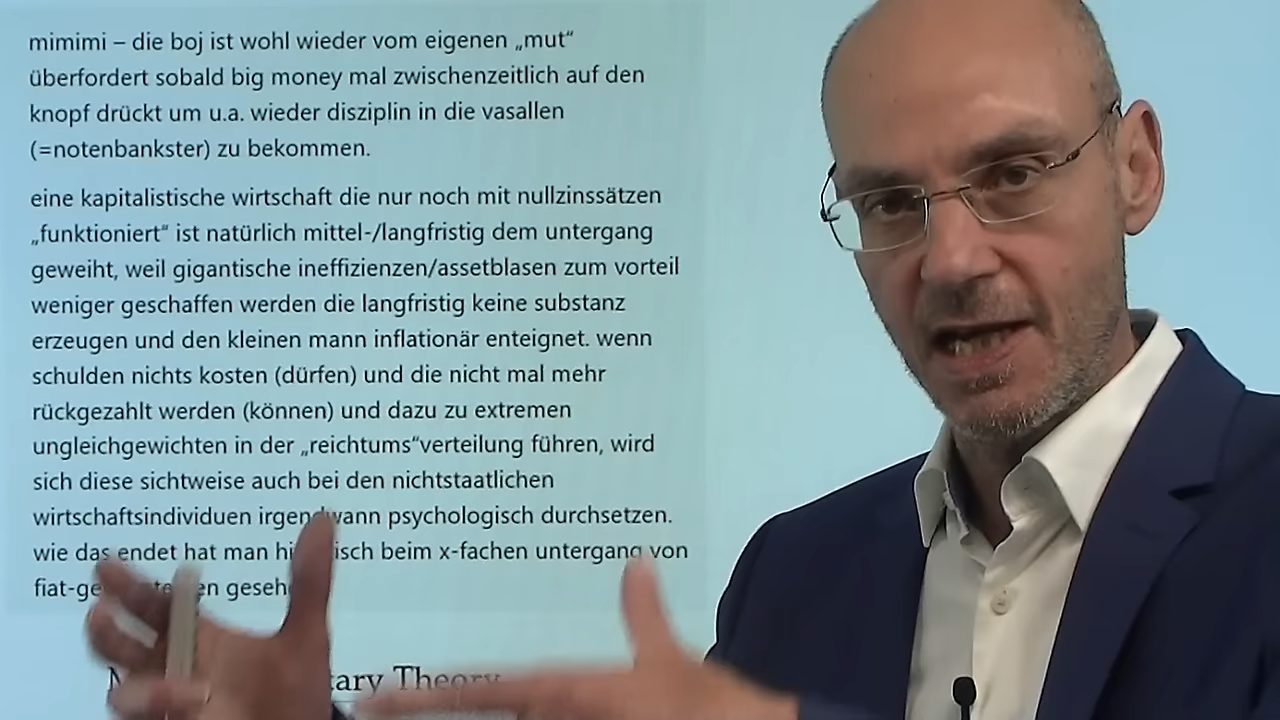 mimimi – die boj ist wohl wieder vom eigenen „mut“
überfordert sobald big money mal zwischenzeitlich auf den
knopf drückt um u.a. wieder disziplin in die vasallen
(=notenbankster) zu bekommen.
eine kapitalistische wirtschaft die nur noch mit nullzinssätzen
„funktioniert“ ist natürlich mittel-/langfristig dem untergang
geweiht, weil gigantische ineffizienzen/assetblasen zum vorteil
weniger geschaffen werden die langfristig keine substanz
erzeugen und den kleinen mann inflationär enteignet. wenn
schulden nichts kosten (dürfen) und die nicht mal mehr
rückgezahlt werden (können) und dazu zu extremen
ungleichgewichten in der „reichtums“verteilung führen, wird
sich diese sichtweise auch bei den nichtstaatlichen
wirtschaftsindividuen irgendwann psychologisch durchsetzen.
wie das endet hat man beim x-fachen untergang von
Theory